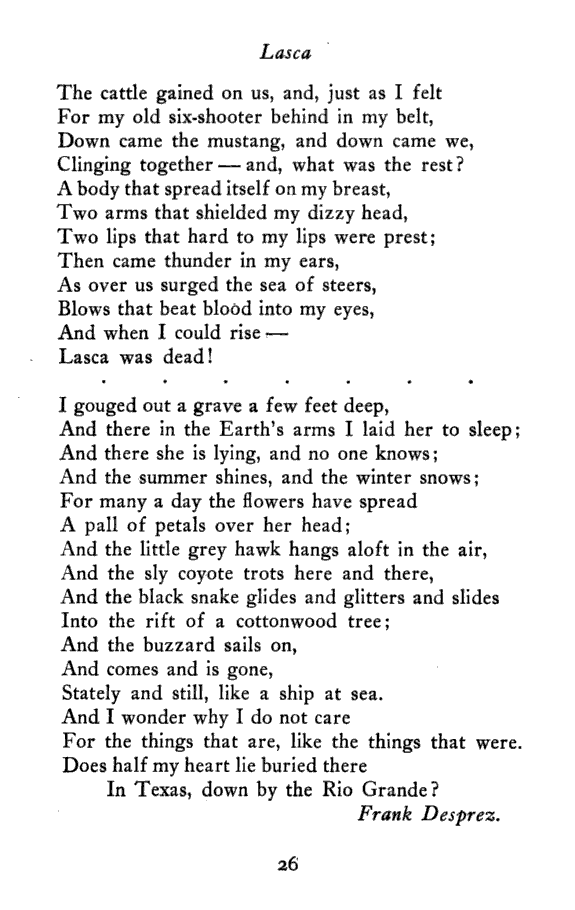 Lasca
The cattle gained on us, and, just as I felt
For my old six-shooter behind in my belt,
Down came the mustang, and down came we,
Clinging together — and, what was the rest?
A body that spread itself on my breast,
Two arms that shielded my dizzy head,
Two lips that hard to my lips were prest;
Then came thunder in my ears,
As over us surged the sea of steers,
Blows that beat blood into my eyes,
And when I could rise —
Lasca was dead!
. . . . . . .
I gouged out a grave a few feet deep,
And there in the Earth's arms I laid her to sleep;
And there she is lying, and no one knows;
And the summer shines, and the winter snows;
For many a day the flowers have spread
A pall of petals over her head;
And the little grey hawk hangs aloft in the air,
And the sly coyote trots here and there,
And the black snake glides and glitters and slides
Into the rift of a cottonwood tree;
And the buzzard sails on,
And comes and is gone,
Stately and still, like a ship at sea.
And I wonder why I do not care
For the things that are, like the things that were.
Does half my heart lie buried there
In Texas, down by the Rio Grande?
Frank Desprez.
26